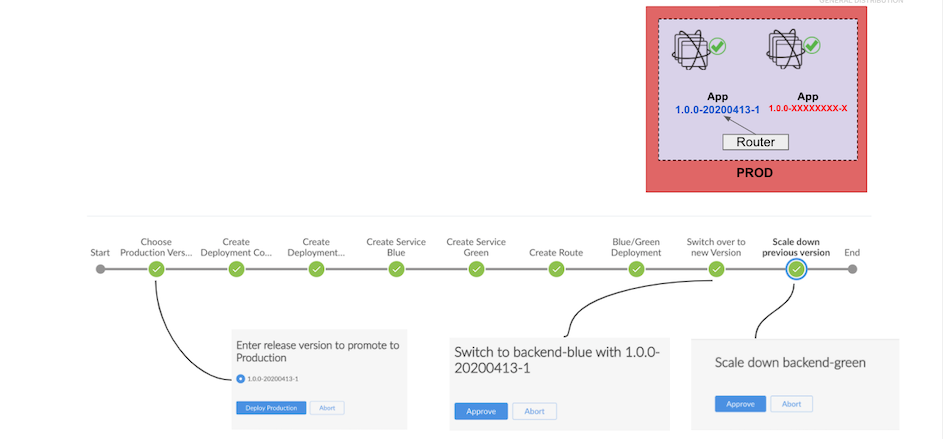 GENERAL DISTRIBUTION
App
App
1.0.0-20200413-1
1.0.0-XXXXXXXX-X
Router
PROD
Start
Choose
Production Vers...
Create
Deployment Co...
Create
Deployment...
Create Service
Blue
Create Service
Green
Create Route
Blue/Green
Deployment
Switch over to
new Version
Scale down
previous version
End
Enter release version to promote to
Production
1.0.0-20200413-1
Deploy Production
Abort
Switch to backend-blue with 1.0.0-
20200413-1
Approve
Abort
Scale down backend-green
Approve
Abort